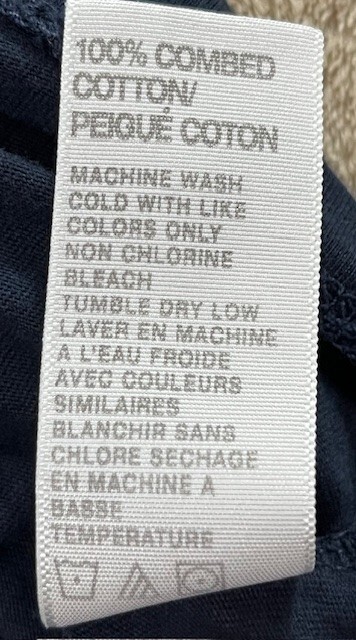 100% COMBED
COTTON/
PEIGUÉ COTON
MACHINE WASH
COLD WITH LIKE
COLORS ONLY
NON CHLORINE
BLEACH
TUMBLE DRY LOW
LAVER EN MACHINE
A L'EAU FROIDE
AVEC COULEURS
SIMILAIRES
BLANCHIR SANS
CHLORE SECHAGE
EN MACHINE A
BASSE
TEMPERATURE